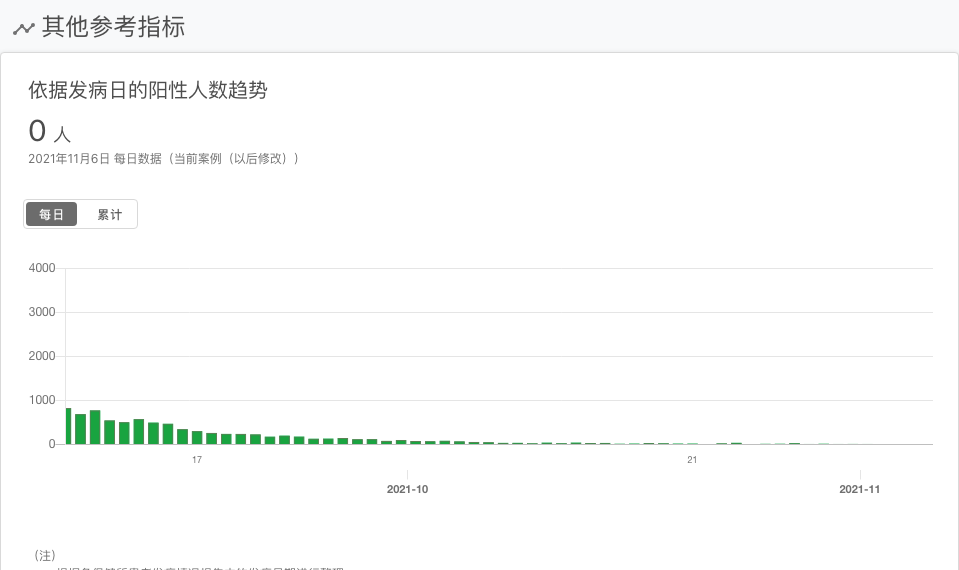 其他参考指标
依据发病日的阳性人数趋势
0 人
2021年11月6日 每日数据（当前案例（以后修改））
每日 累计
4000
3000
2000
1000
0
17 21
2021-10 2021-11
（注）